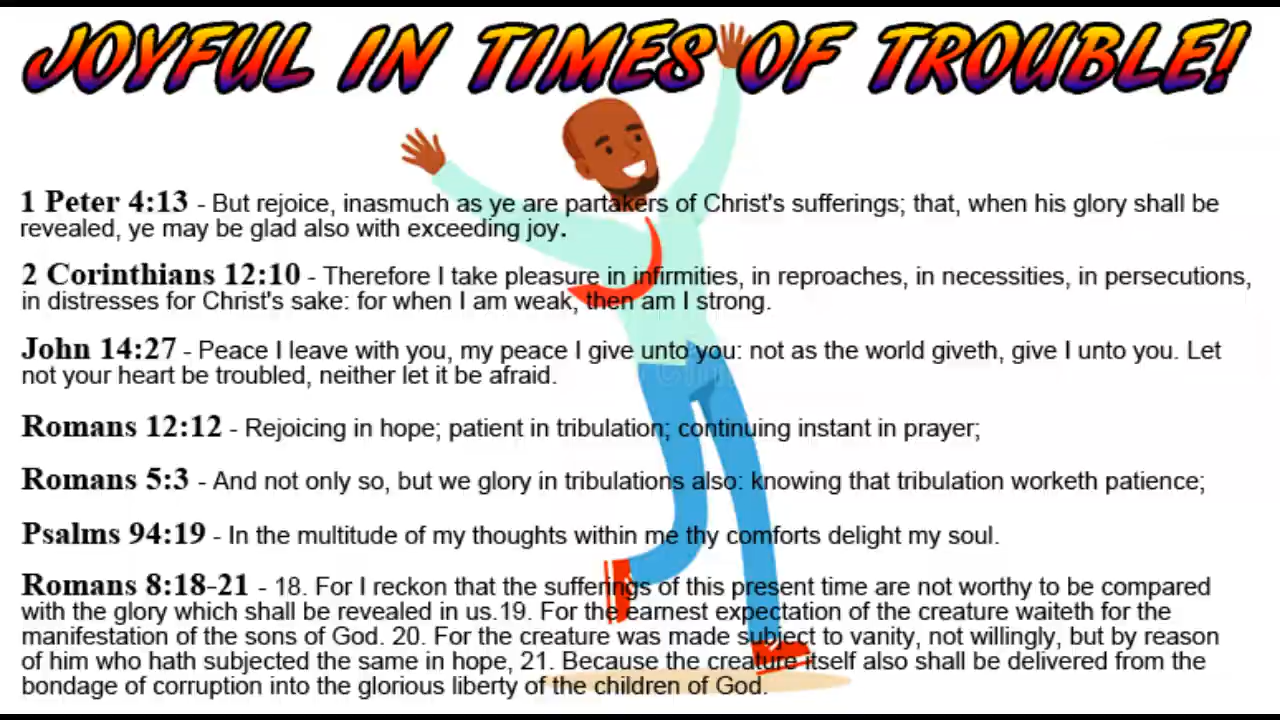 JOYFUL IN TIMES OF TROUBLE!
1 Peter 4:13 - But rejoice, inasmuch as ye are partakers of Christ's sufferings; that, when his glory shall be
revealed, ye may be glad also with exceeding joy.
2 Corinthians 12:10 - Therefore I take pleasure in infirmities, in reproaches, in necessities, in persecutions,
in distresses for Christ's sake: for when I am weak, then am I strong.
John 14:27 - Peace I leave with you, my peace I give unto you: not as the world giveth, give I unto you. Let
not your heart be troubled, neither let it be afraid.
Romans 12:12 - Rejoicing in hope; patient in tribulation; continuing instant in prayer;
Romans 5:3 - And not only so, but we glory in tribulations also: knowing that tribulation worketh patience;
Psalms 94:19 - In the multitude of my thoughts within me thy comforts delight my soul.
Romans 8:18-21 - 18. For I reckon that the sufferings of this present time are not worthy to be compared
with the glory which shall be revealed in us.19. For the earnest expectation of the creature waiteth for the
manifestation of the sons of God. 20. For the creature was made subject to vanity, not willingly, but by reason
of him who hath subjected the same in hope, 21. Because the creature itself also shall be delivered from the
bondage of corruption into the glorious liberty of the children of God.